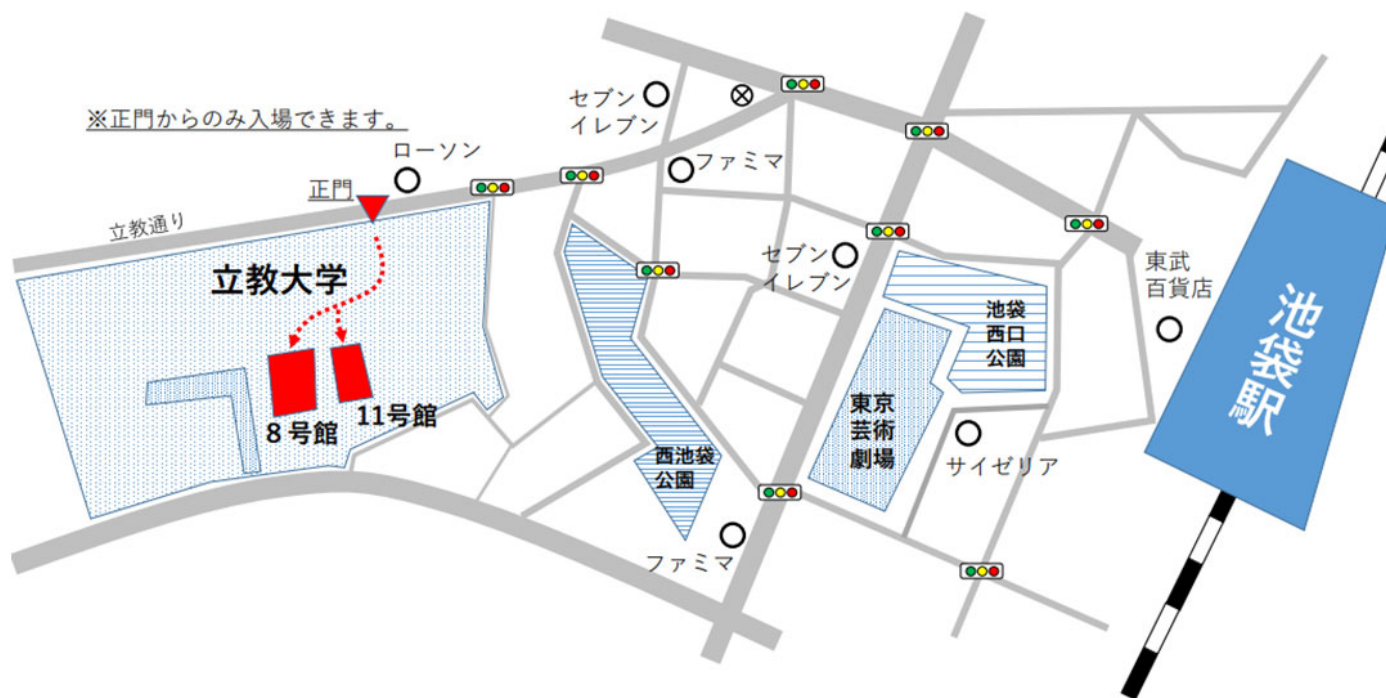 ※正門からのみ入場できます。
セブン
イレブン
ローソン
ファミマ
正門
立教通り
立教大学
8号館
11号館
セブン
イレブン
東武
百貨店
池袋
西口
公園
池袋駅
東京
芸術
劇場
サイゼリア
西池袋
公園
ファミマ